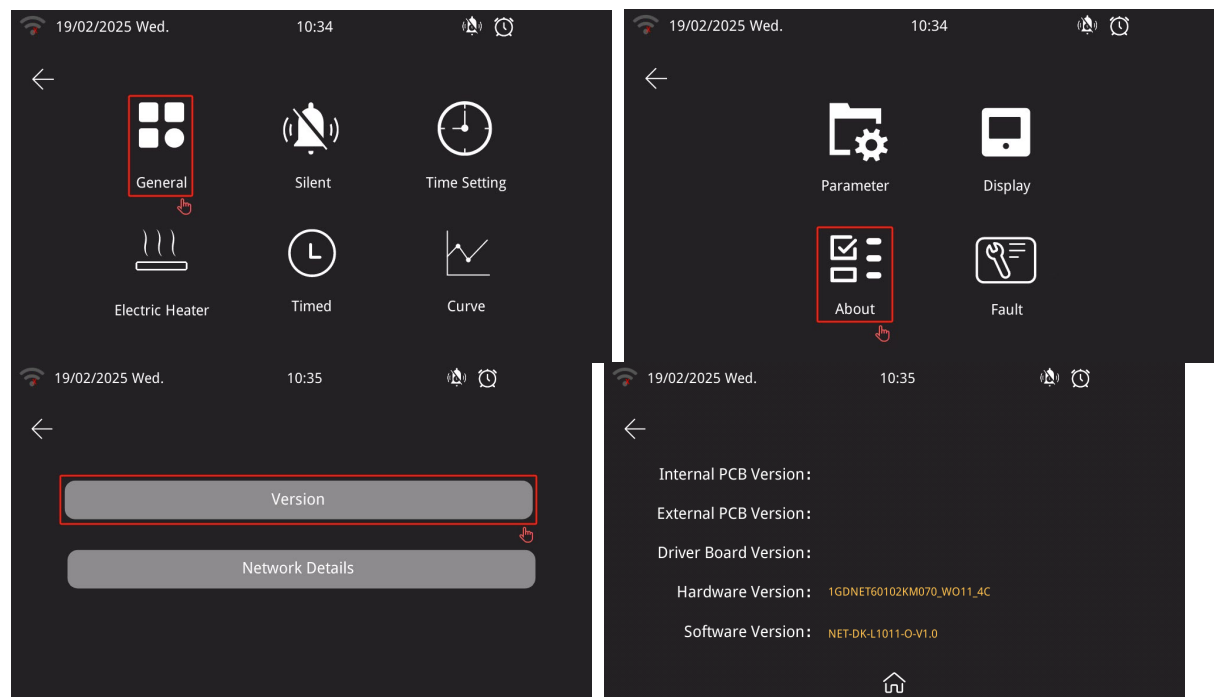 19/02/2025 Wed. 10:34
General Silent Time Setting
Electric Heater Timed Curve
19/02/2025 Wed. 10:34
Parameter Display
About Fault
19/02/2025 Wed. 10:35
Version
Network Details
19/02/2025 Wed. 10:35
Internal PCB Version:
External PCB Version:
Driver Board Version:
Hardware Version: 1GDNET60102KM070_WO11_4C
Software Version: NET-DK-L1011-O-V1.0